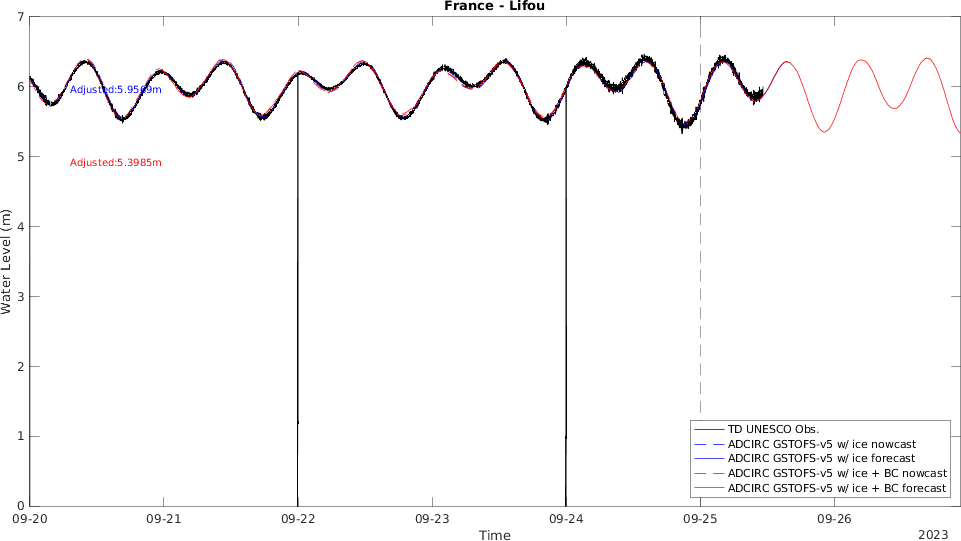 France - Lifou
7
6
5
4
3
2
1
0
Water Level (m)
Adjusted:5.9569m
Adjusted:5.3985m
TD UNESCO Obs.
ADCIRC GSTOFS-v5 w/ ice nowcast
ADCIRC GSTOFS-v5 w/ ice forecast
ADCIRC GSTOFS-v5 w/ ice + BC nowcast
ADCIRC GSTOFS-v5 w/ ice + BC forecast
09-20 09-21 09-22 09-23 09-24 09-25 09-26
Time
2023